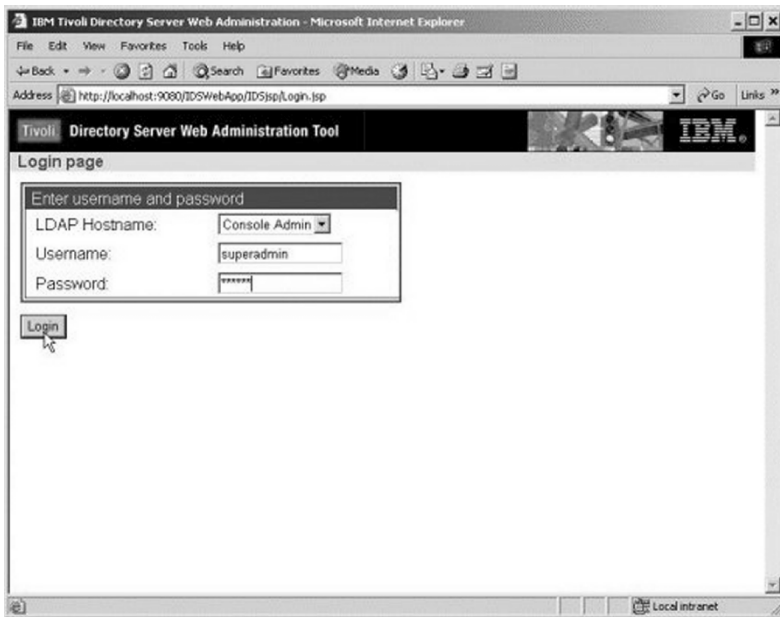 IBM Tivoli Directory Server Web Administration - Microsoft Internet Explorer
File Edit View Favorites Tools Help
Back Search Favorites Media
Address http://localhost:9080/IDSWebApp/IDSjsp/Login.jsp Go Links »
Tivoli Directory Server Web Administration Tool IBM®
Login page
Enter username and password
LDAP Hostname: Console Admin
Username: superadmin
Password: ******
Login
Local intranet